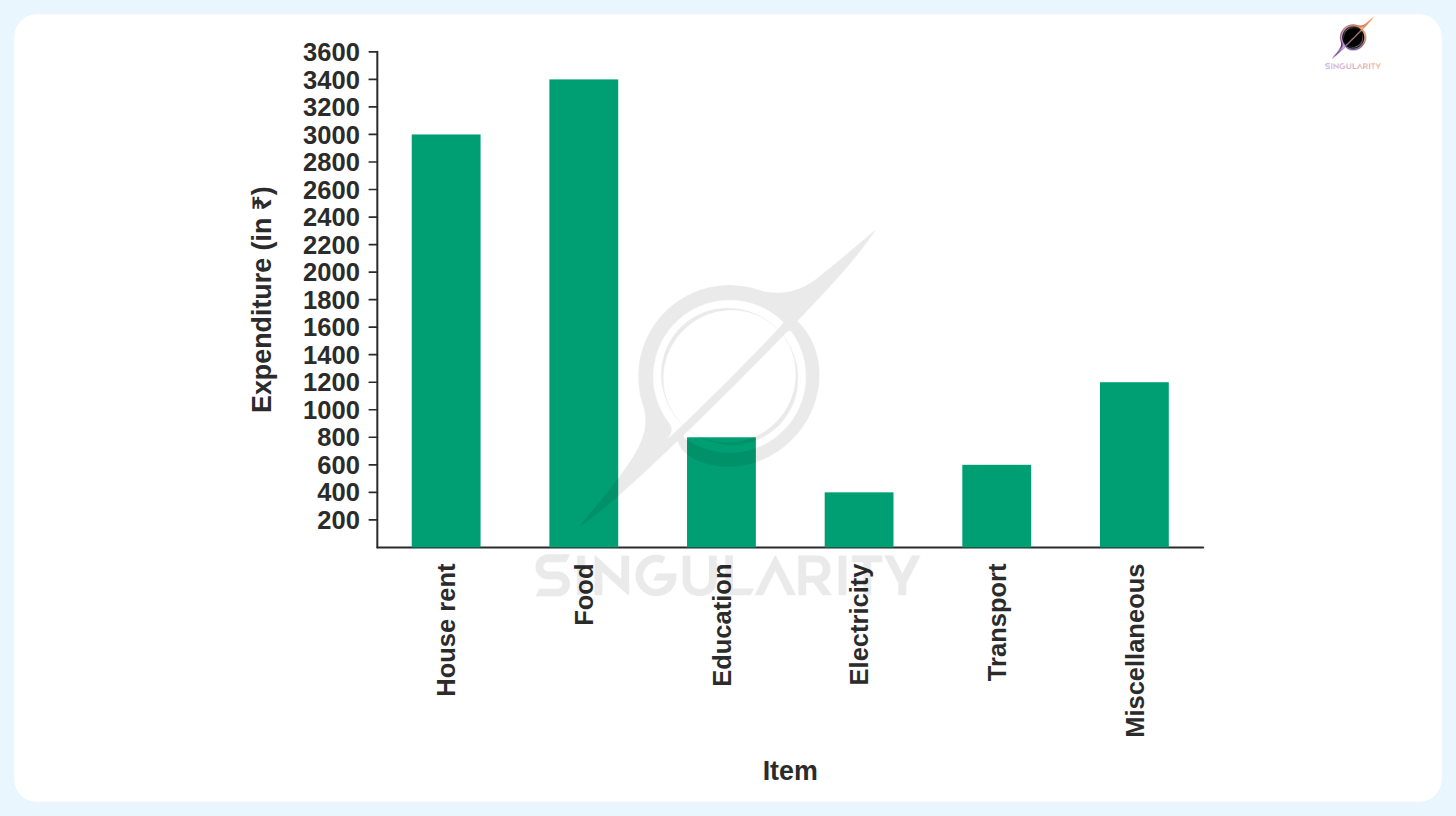 SINGULARITY
Expenditure (in ₹)
3600
3400
3200
3000
2800
2600
2400
2200
2000
1800
1600
1400
1200
1000
800
600
400
200
SINGULARITY
House rent
Food
Education
Electricity
Transport
Miscellaneous
Item